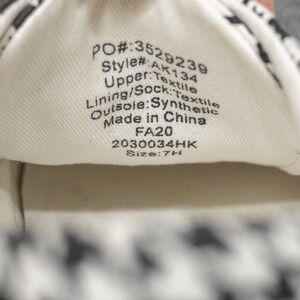 PO#:3529239
Style#:AK134
Upper:Textile
Lining/Sock:Textile
Outsole:Synthetic
Made in China
FA20
2030034HK
Size:7H